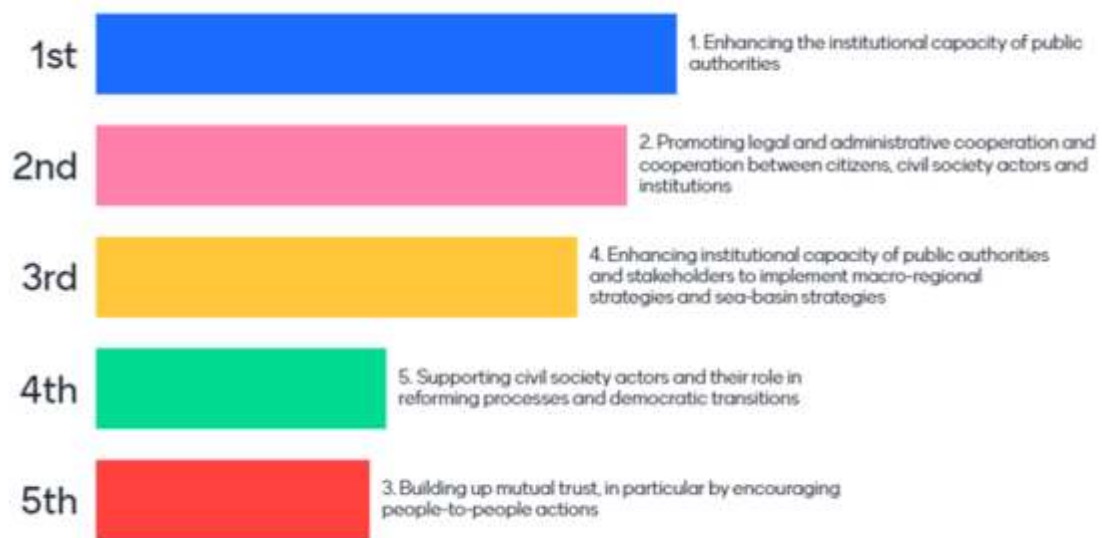 1st
1. Enhancing the institutional capacity of public
authorities
2nd
2. Promoting legal and administrative cooperation and
cooperation between citizens, civil society actors and
institutions
3rd
4. Enhancing institutional capacity of public authorities
and stakeholders to implement macro-regional
strategies and sea-basin strategies
4th
5. Supporting civil society actors and their role in
reforming processes and democratic transitions
5th
3. Building up mutual trust, in particular by encouraging
people-to-people actions